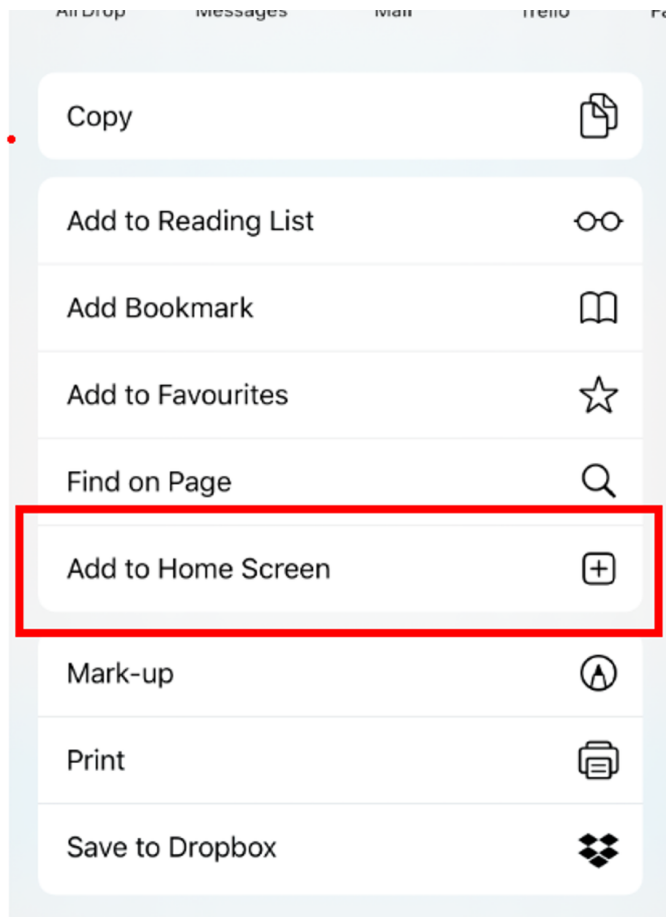 AirDrop Messages Mail Trello
Copy
Add to Reading List
Add Bookmark
Add to Favourites
Find on Page
Add to Home Screen
Mark-up
Print
Save to Dropbox